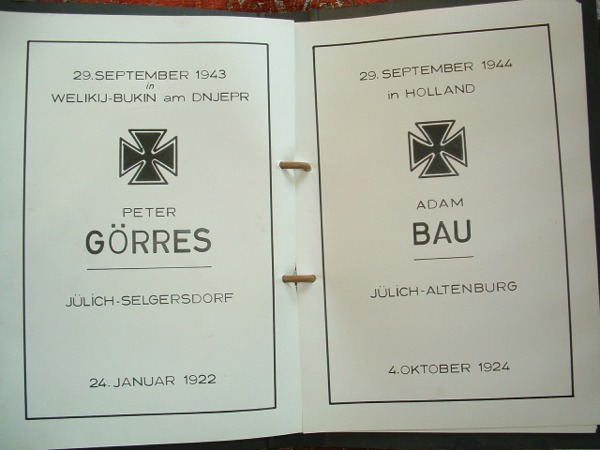 29. SEPTEMBER 1943
in
WELIKIJ-BUKIN am DNJEPR
PETER
GÖRRES
JÜLICH-SELGERSDORF
24. JANUAR 1922
29. SEPTEMBER 1944
in HOLLAND
ADAM
BAU
JÜLICH-ALTENBURG
4. OKTOBER 1924